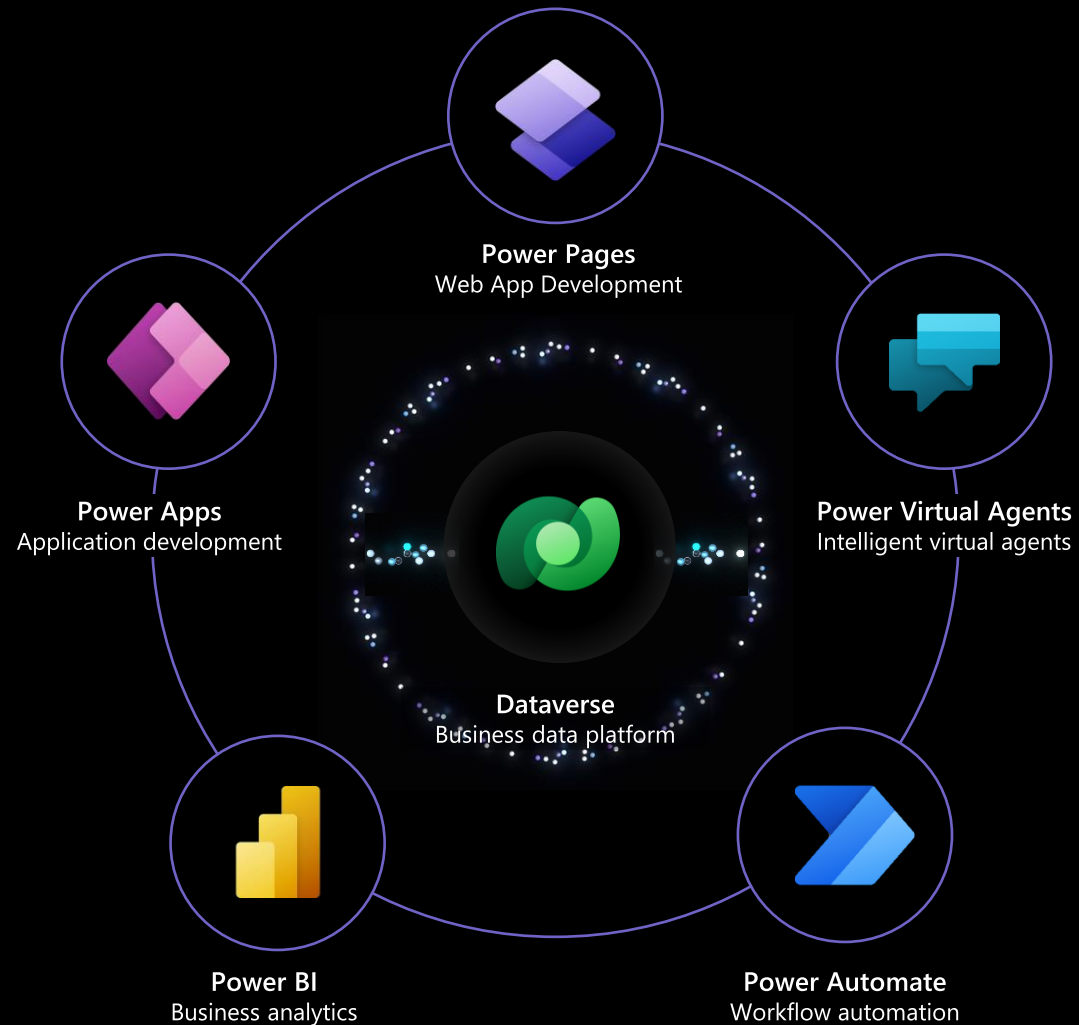 Power Pages
Web App Development
Power Apps
Application development
Power Virtual Agents
Intelligent virtual agents
Dataverse
Business data platform
Power BI
Business analytics
Power Automate
Workflow automation